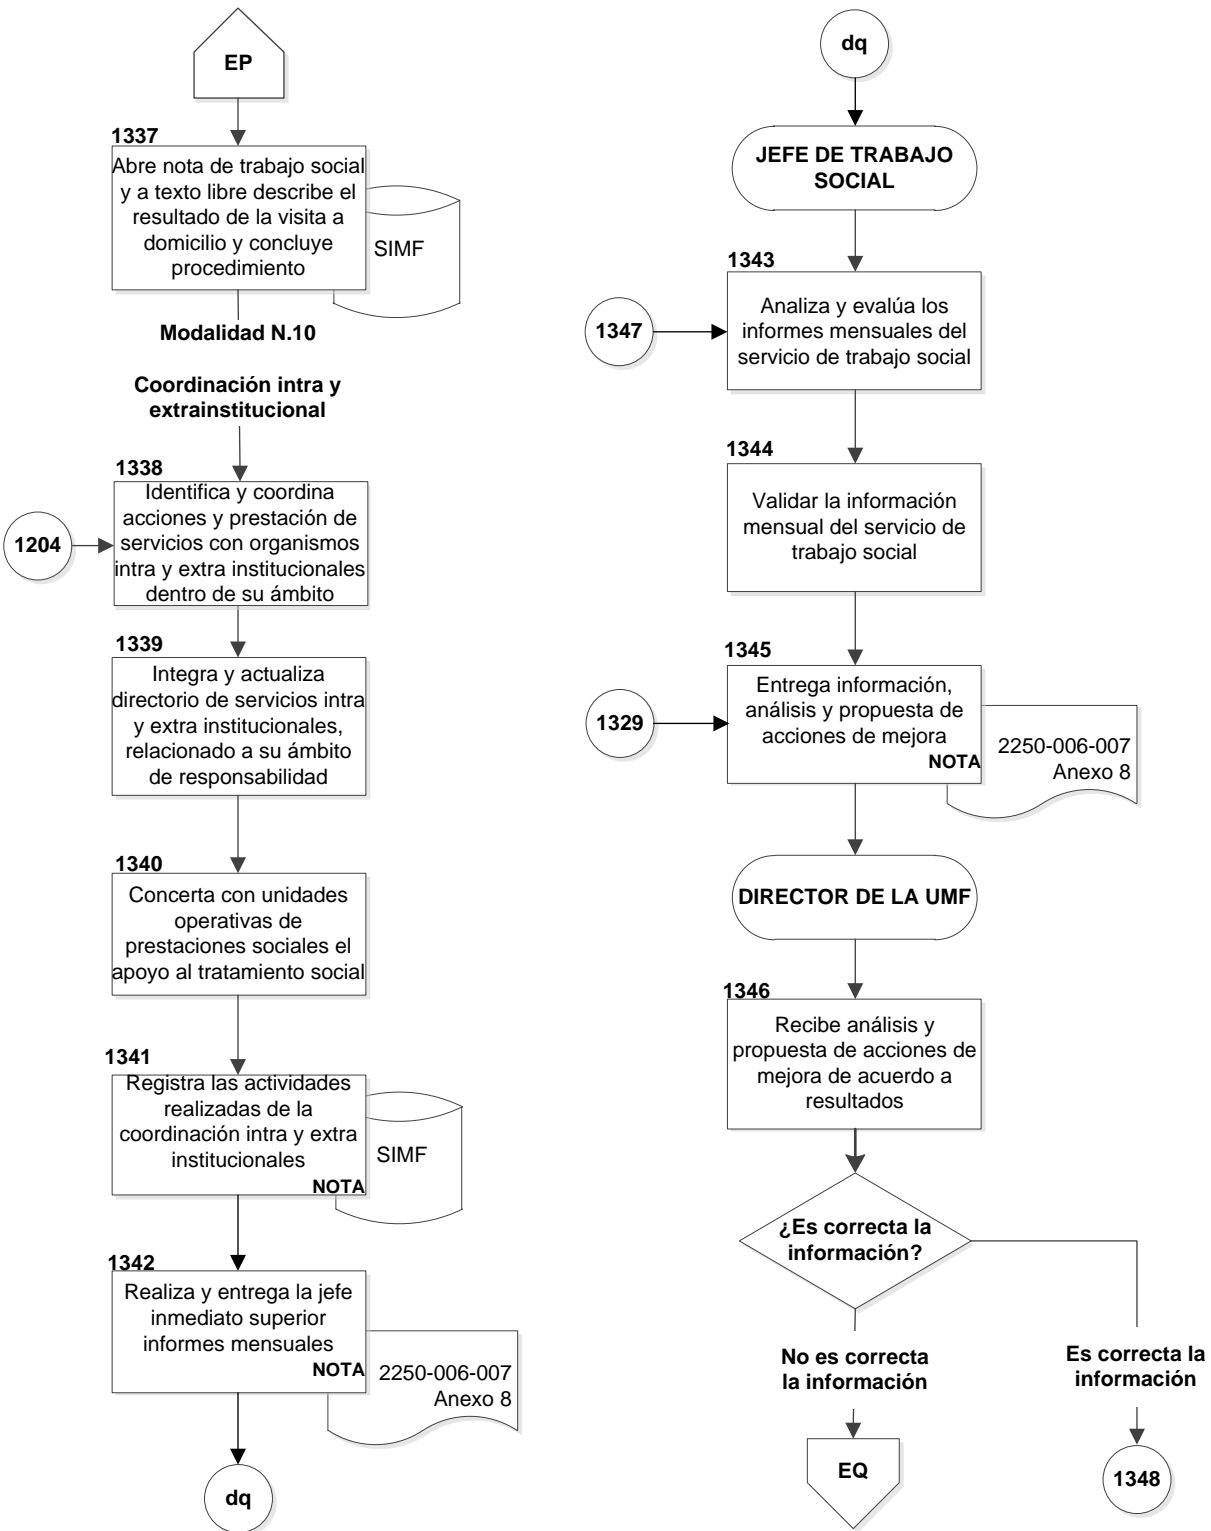 EP
1337
Abre nota de trabajo social
y a texto libre describe el
resultado de la visita a
domicilio y concluye
procedimiento
SIMF
Modalidad N.10
Coordinación intra y
extrainstitucional
1338
Identifica y coordina
acciones y prestación de
servicios con organismos
intra y extra institucionales
dentro de su ámbito
1204
1339
Integra y actualiza
directorio de servicios intra
y extra institucionales,
relacionado a su ámbito
de responsabilidad
1340
Concerta con unidades
operativas de
prestaciones sociales el
apoyo al tratamiento social
1341
Registra las actividades
realizadas de la
coordinación intra y extra
institucionales
NOTA
SIMF
1342
Realiza y entrega la jefe
inmediato superior
informes mensuales
NOTA
2250-006-007
Anexo 8
dq
dq
JEFE DE TRABAJO
SOCIAL
1343
Analiza y evalúa los
informes mensuales del
servicio de trabajo social
1347
1344
Validar la información
mensual del servicio de
trabajo social
1345
Entrega información,
análisis y propuesta de
acciones de mejora
NOTA
1329
2250-006-007
Anexo 8
DIRECTOR DE LA UMF
1346
Recibe análisis y
propuesta de acciones de
mejora de acuerdo a
resultados
¿Es correcta la
información?
No es correcta
la información
Es correcta la
información
EQ
1348